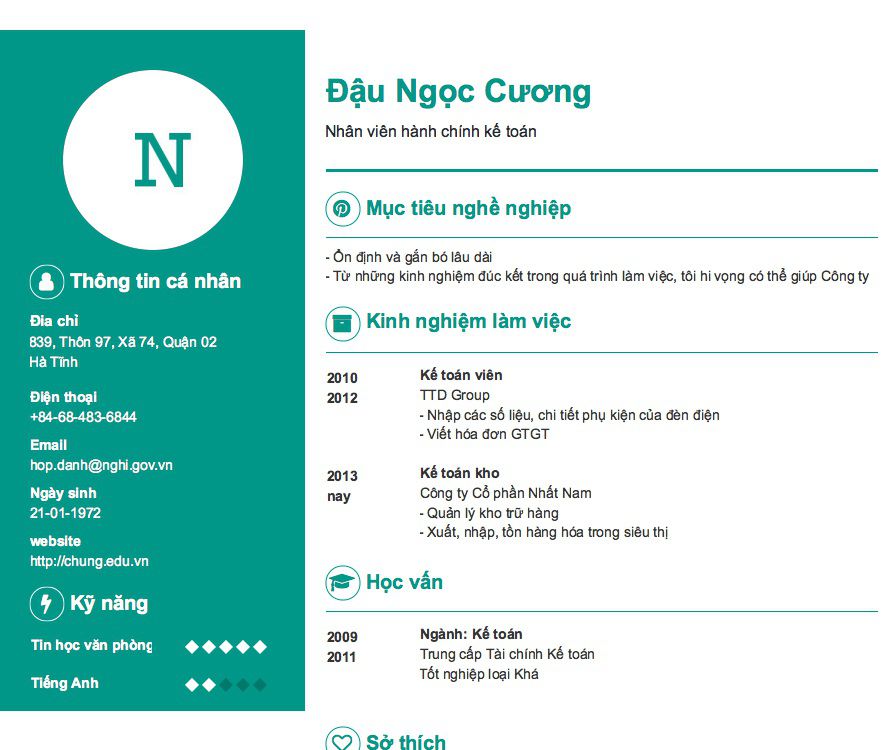 N
Thông tin cá nhân
Địa chỉ
839, Thôn 97, Xã 74, Quận 02
Hà Tĩnh
Điện thoại
+84-68-483-6844
Email
hop.danh@nghi.gov.vn
Ngày sinh
21-01-1972
website
http://chung.edu.vn
Kỹ năng
Tin học văn phòng
Tiếng Anh
Đậu Ngọc Cương
Nhân viên hành chính kế toán
Mục tiêu nghề nghiệp
- Ổn định và gắn bó lâu dài
- Từ những kinh nghiệm đúc kết trong quá trình làm việc, tôi hi vọng có thể giúp Công ty
Kinh nghiệm làm việc
2010 Kế toán viên
2012 TTD Group
- Nhập các số liệu, chi tiết phụ kiện của đèn điện
- Viết hóa đơn GTGT
2013 Kế toán kho
nay Công ty Cổ phần Nhất Nam
- Quản lý kho trữ hàng
- Xuất, nhập, tồn hàng hóa trong siêu thị
Học vấn
2009 Ngành: Kế toán
2011 Trung cấp Tài chính Kế toán
Tốt nghiệp loại Khá
Sở thích